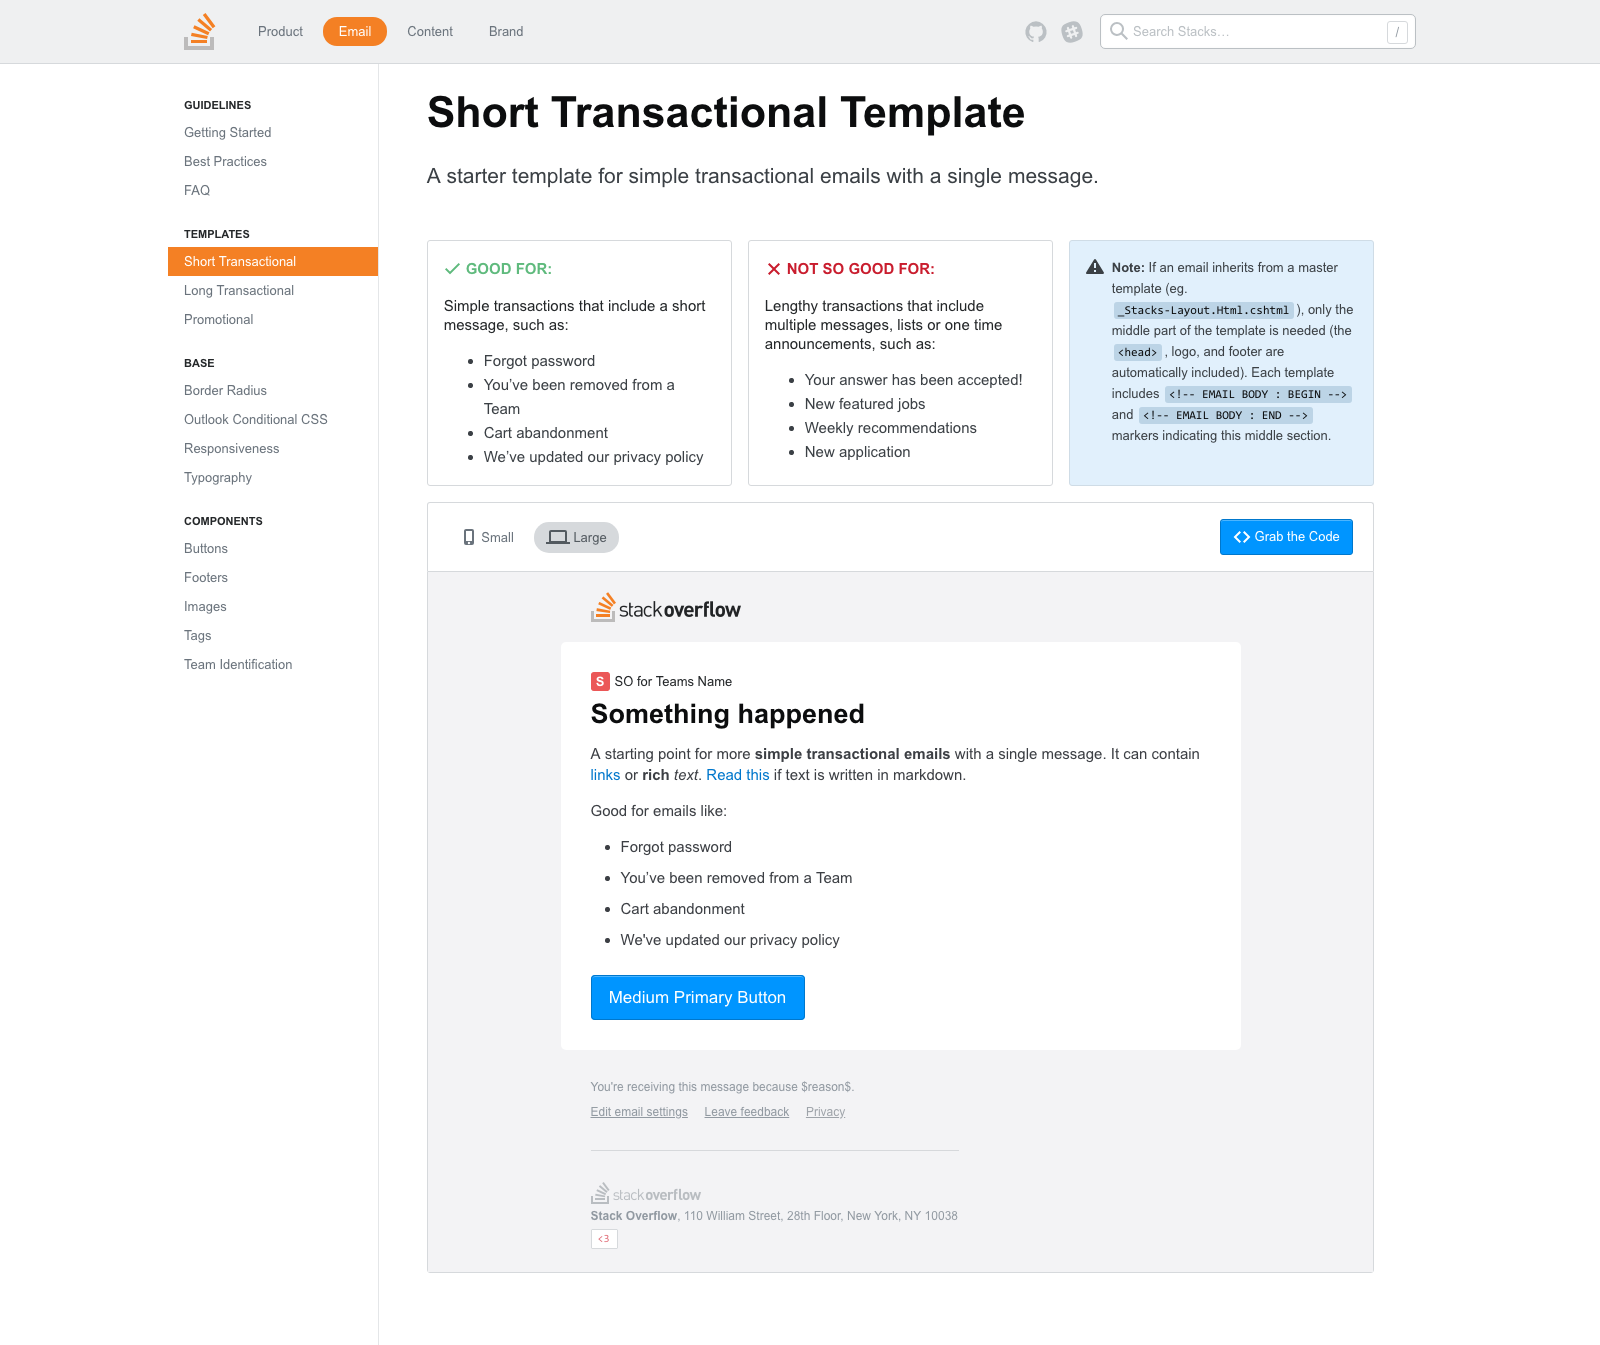 Product
Email
Content
Brand
Search Stacks...
/
GUIDELINES
Getting Started
Best Practices
FAQ
TEMPLATES
Short Transactional
Long Transactional
Promotional
BASE
Border Radius
Outlook Conditional CSS
Responsiveness
Typography
COMPONENTS
Buttons
Footers
Images
Tags
Team Identification
Short Transactional Template
A starter template for simple transactional emails with a single message.
GOOD FOR:
Simple transactions that include a short
message, such as:
Forgot password
You’ve been removed from a
Team
Cart abandonment
We’ve updated our privacy policy
NOT SO GOOD FOR:
Lengthy transactions that include
multiple messages, lists or one time
announcements, such as:
Your answer has been accepted!
New featured jobs
Weekly recommendations
New application
Note: If an email inherits from a master
template (eg.
_Stacks-Layout.Html.cshtml ), only the
middle part of the template is needed (the
<head> , logo, and footer are
automatically included). Each template
includes <!-- EMAIL BODY : BEGIN -->
and <!-- EMAIL BODY : END -->
markers indicating this middle section.
Small
Large
Grab the Code
stackoverflow
S SO for Teams Name
Something happened
A starting point for more simple transactional emails with a single message. It can contain
links or rich text. Read this if text is written in markdown.
Good for emails like:
Forgot password
You’ve been removed from a Team
Cart abandonment
We've updated our privacy policy
Medium Primary Button
You're receiving this message because $reason$.
Edit email settings Leave feedback Privacy
stackoverflow
Stack Overflow, 110 William Street, 28th Floor, New York, NY 10038
<3